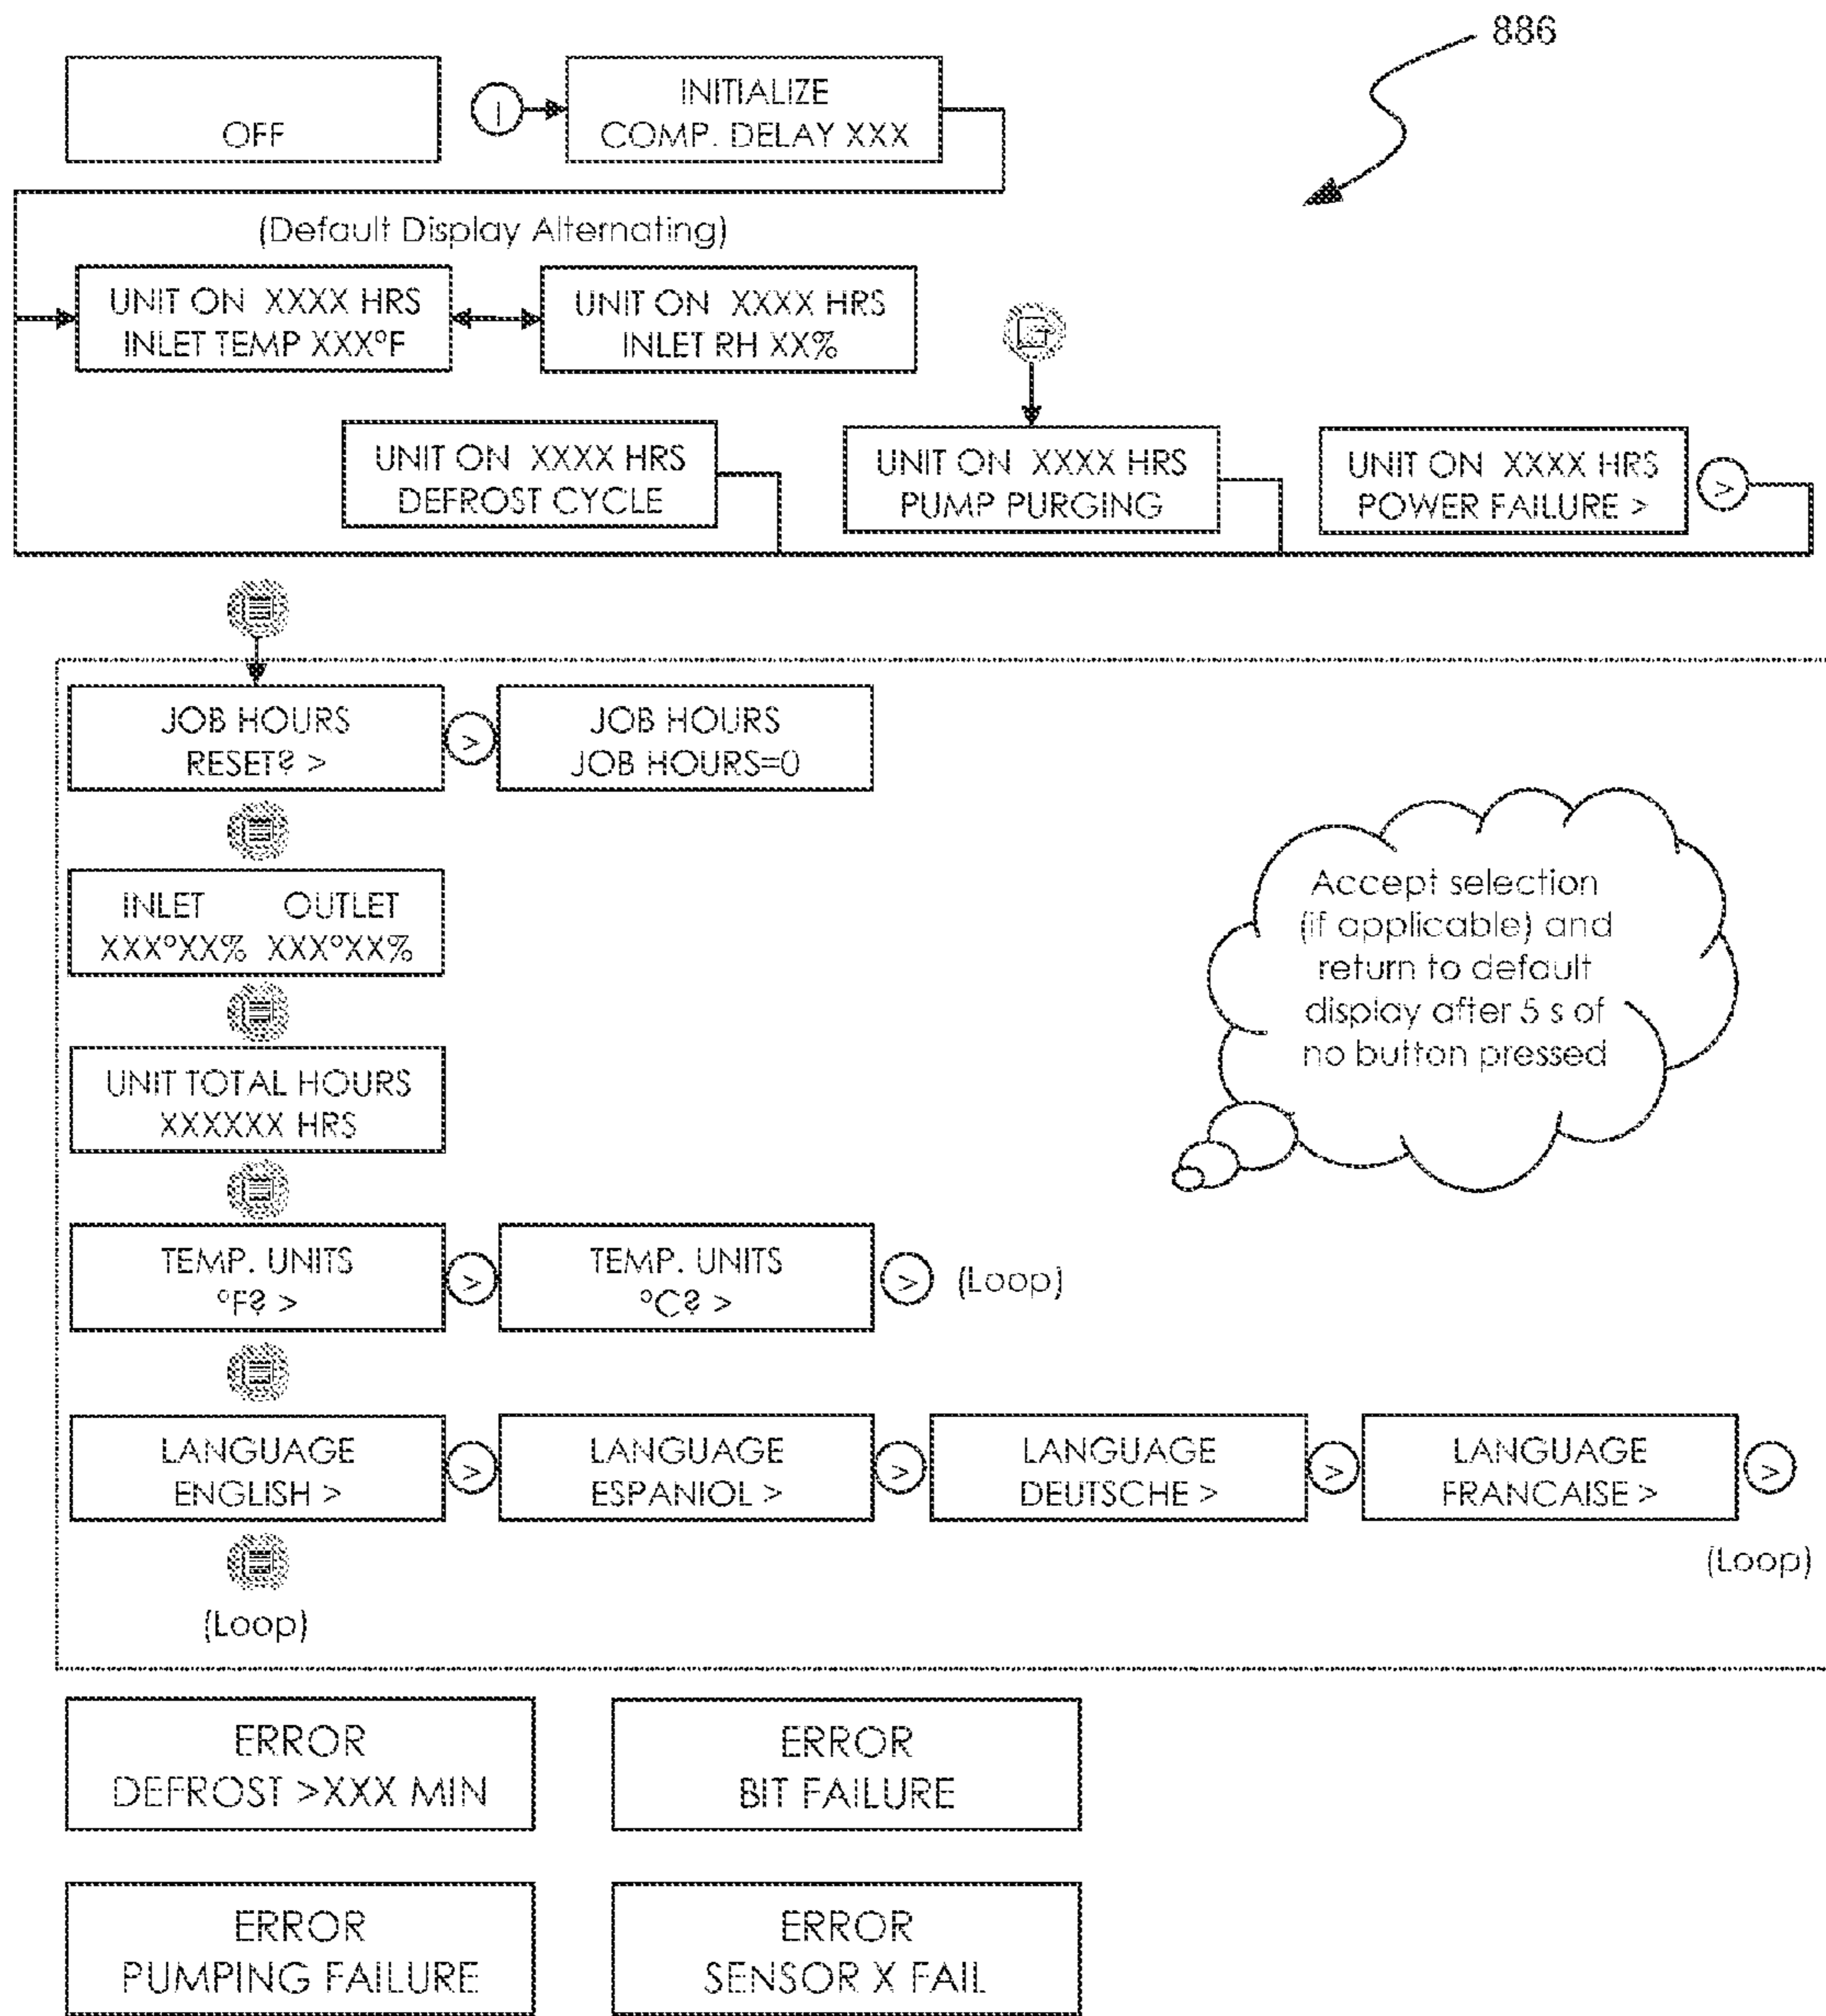 886
OFF
INITIALIZE
COMP. DELAY XXX
(Default Display Alternating)
UNIT ON XXXX HRS
INLET TEMP XXX°F
UNIT ON XXXX HRS
INLET RH XX%
UNIT ON XXXX HRS
DEFROST CYCLE
UNIT ON XXXX HRS
PUMP PURGING
UNIT ON XXXX HRS
POWER FAILURE >
>
JOB HOURS
RESET? >
>
JOB HOURS
JOB HOURS=0
INLET OUTLET
XXX°XX% XXX°XX%
UNIT TOTAL HOURS
XXXXXX HRS
Accept selection
(if applicable) and
return to default
display after 5 s of
no button pressed
TEMP. UNITS
°F? >
>
TEMP. UNITS
°C? >
>
(Loop)
LANGUAGE
ENGLISH >
>
LANGUAGE
ESPANIOL >
>
LANGUAGE
DEUTSCHE >
>
LANGUAGE
FRANCAISE >
>
(Loop)
(Loop)
ERROR
DEFROST >XXX MIN
ERROR
BIT FAILURE
ERROR
PUMPING FAILURE
ERROR
SENSOR X FAIL